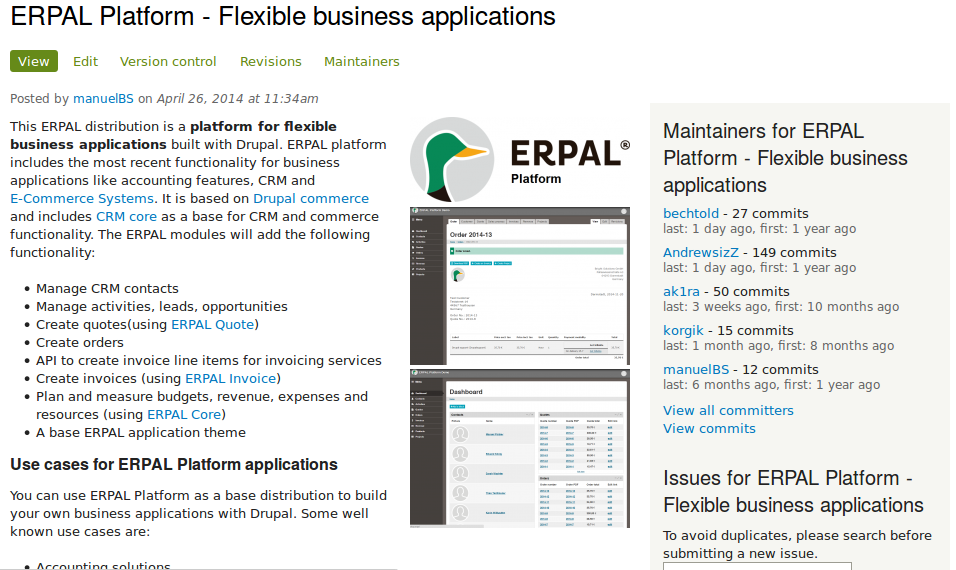 ERPAL Platform - Flexible business applications
View Edit Version control Revisions Maintainers
Posted by manuelBS on April 26, 2014 at 11:34am
This ERPAL distribution is a platform for flexible
business applications built with Drupal. ERPAL platform
includes the most recent functionality for business
applications like accounting features, CRM and
E-Commerce Systems. It is based on Drupal commerce
and includes CRM core as a base for CRM and commerce
functionality. The ERPAL modules will add the following
functionality:
• Manage CRM contacts
• Manage activities, leads, opportunities
• Create quotes(using ERPAL Quote)
• Create orders
• API to create invoice line items for invoicing services
• Create invoices (using ERPAL Invoice)
• Plan and measure budgets, revenue, expenses and
resources (using ERPAL Core)
• A base ERPAL application theme
Use cases for ERPAL Platform applications
You can use ERPAL Platform as a base distribution to build
your own business applications with Drupal. Some well
known use cases are:
• Accounting solutions
ERPAL®
Platform
Order 2014-13
Dashboard
Maintainers for ERPAL
Platform - Flexible business
applications
bechtold - 27 commits
last: 1 day ago, first: 1 year ago
AndrewsizZ - 149 commits
last: 1 day ago, first: 1 year ago
ak1ra - 50 commits
last: 3 weeks ago, first: 10 months ago
korgik - 15 commits
last: 1 month ago, first: 8 months ago
manuelBS - 12 commits
last: 6 months ago, first: 1 year ago
View all committers
View commits
Issues for ERPAL Platform -
Flexible business applications
To avoid duplicates, please search before
submitting a new issue.